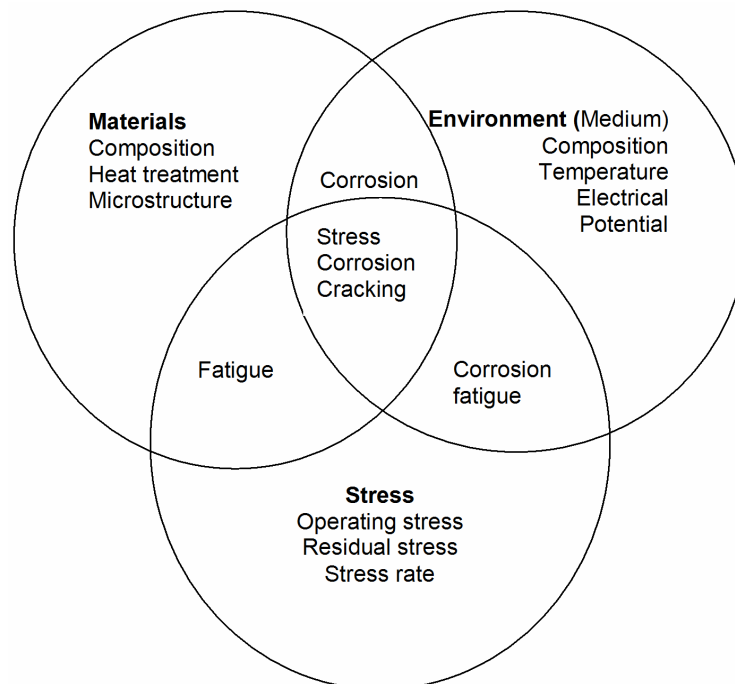 Materials
Composition
Heat treatment
Microstructure
Environment (Medium)
Composition
Temperature
Electrical
Potential
Corrosion
Stress
Corrosion
Cracking
Fatigue
Corrosion
fatigue
Stress
Operating stress
Residual stress
Stress rate